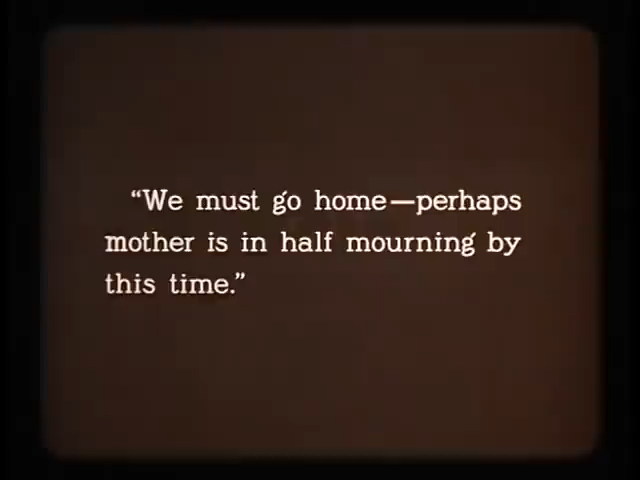 “We must go home—perhaps
mother is in half mourning by
this time.”